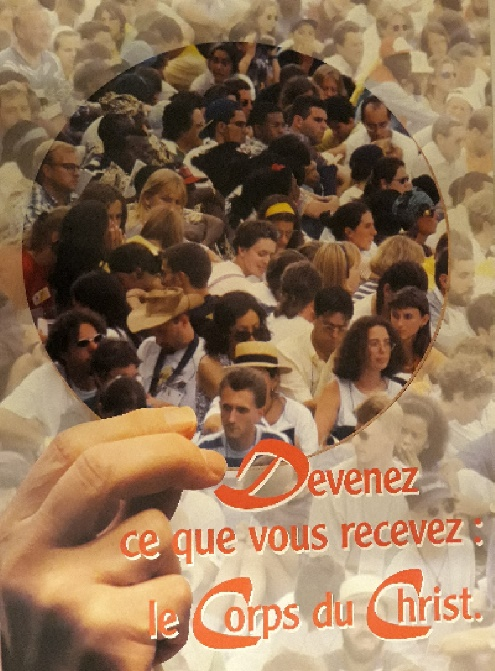 Devenez
ce que vous recevez :
le Corps du Christ.